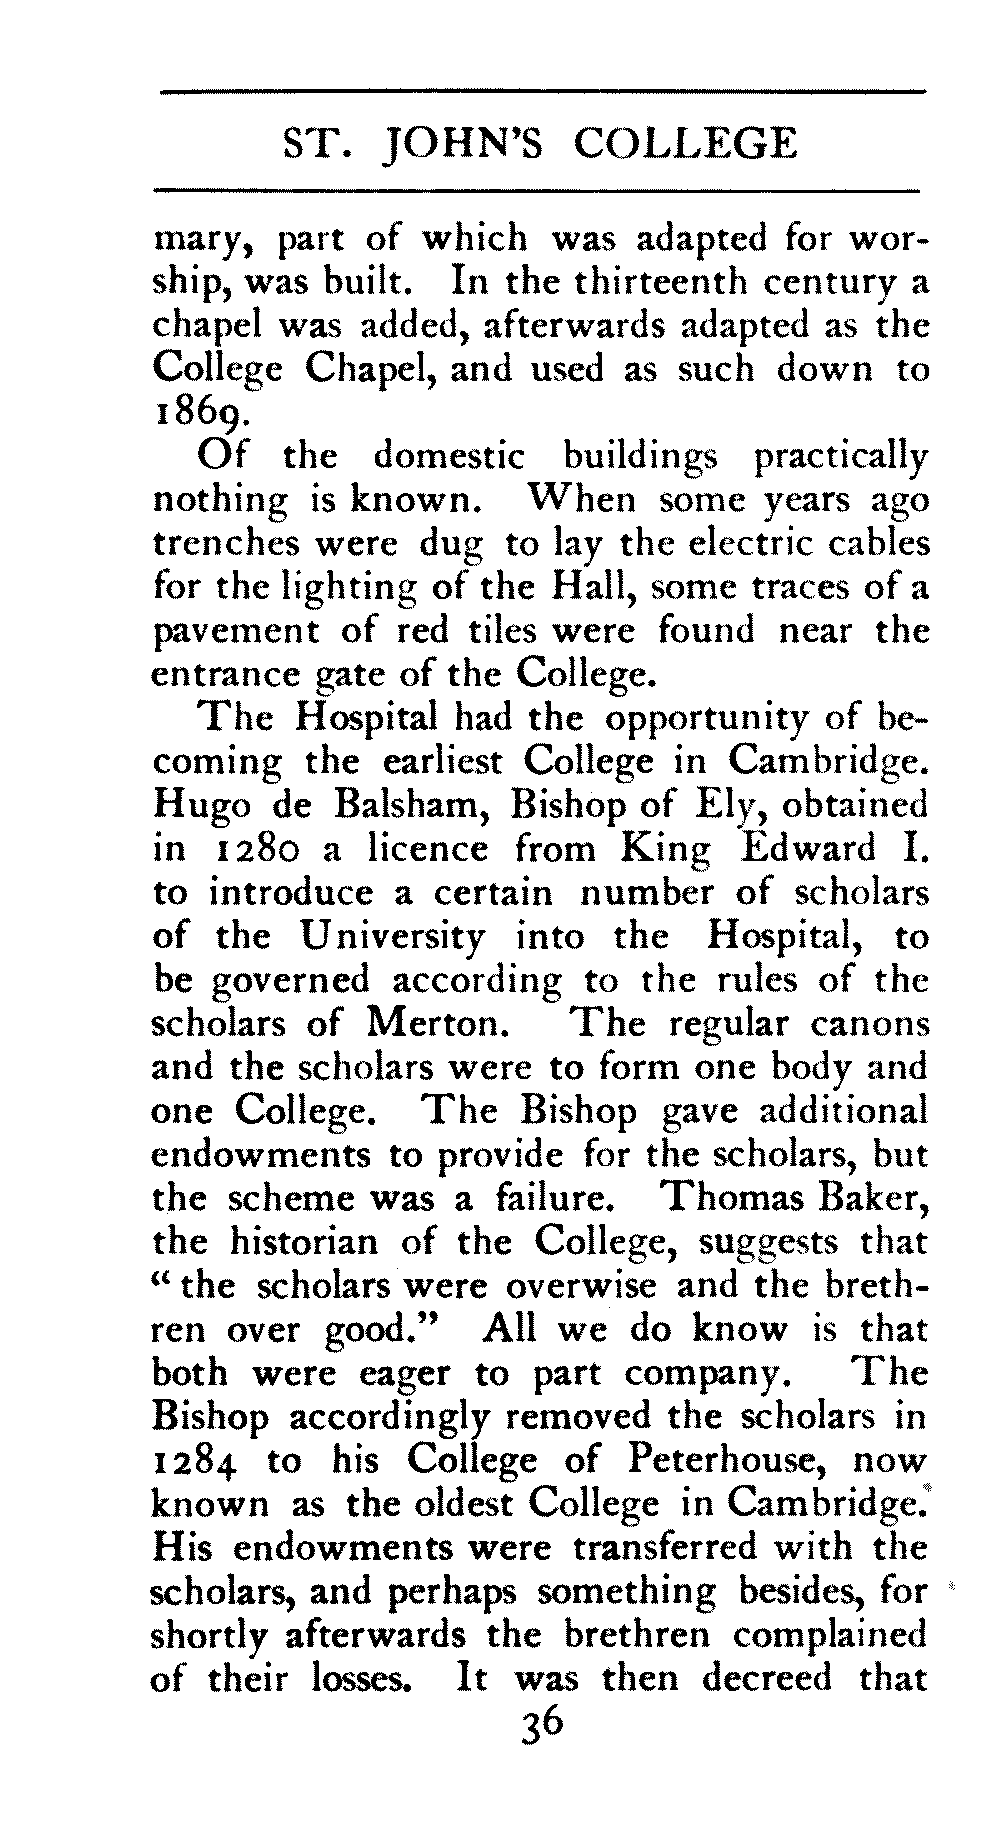 ST. JOHN'S COLLEGE
mary, part of which was adapted for wor-
ship, was built. In the thirteenth century a
chapel was added, afterwards adapted as the
College Chapel, and used as such down to
1869.
Of the domestic buildings practically
nothing is known. When some years ago
trenches were dug to lay the electric cables
for the lighting of the Hall, some traces of a
pavement of red tiles were found near the
entrance gate of the College.
The Hospital had the opportunity of be-
coming the earliest College in Cambridge.
Hugo de Balsham, Bishop of Ely, obtained
in 1280 a licence from King Edward I.
to introduce a certain number of scholars
of the University into the Hospital, to
be governed according to the rules of the
scholars of Merton. The regular canons
and the scholars were to form one body and
one College. The Bishop gave additional
endowments to provide for the scholars, but
the scheme was a failure. Thomas Baker,
the historian of the College, suggests that
“the scholars were overwise and the breth-
ren over good.” All we do know is that
both were eager to part company. The
Bishop accordingly removed the scholars in
1284 to his College of Peterhouse, now
known as the oldest College in Cambridge.
His endowments were transferred with the
scholars, and perhaps something besides, for
shortly afterwards the brethren complained
of their losses. It was then decreed that
36